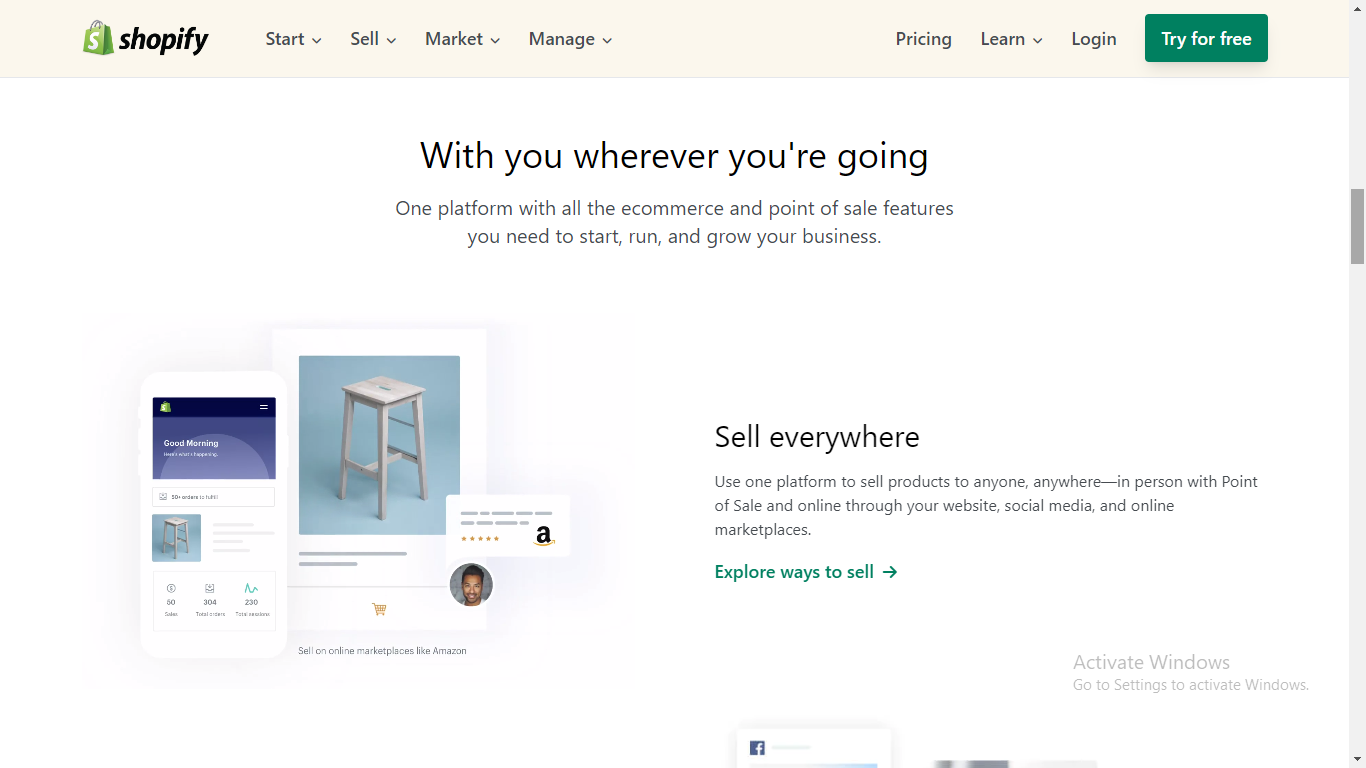 shopify
Start
Sell
Market
Manage
Pricing
Learn
Login
Try for free
With you wherever you're going
One platform with all the ecommerce and point of sale features
you need to start, run, and grow your business.
Good Morning
Here's what's happening.
50+ orders to fulfill
50
304
230
Sales
Total orders
Total sessions
a
Sell on online marketplaces like Amazon
Sell everywhere
Use one platform to sell products to anyone, anywhere—in person with Point
of Sale and online through your website, social media, and online
marketplaces.
Explore ways to sell →
Activate Windows
Go to Settings to activate Windows.